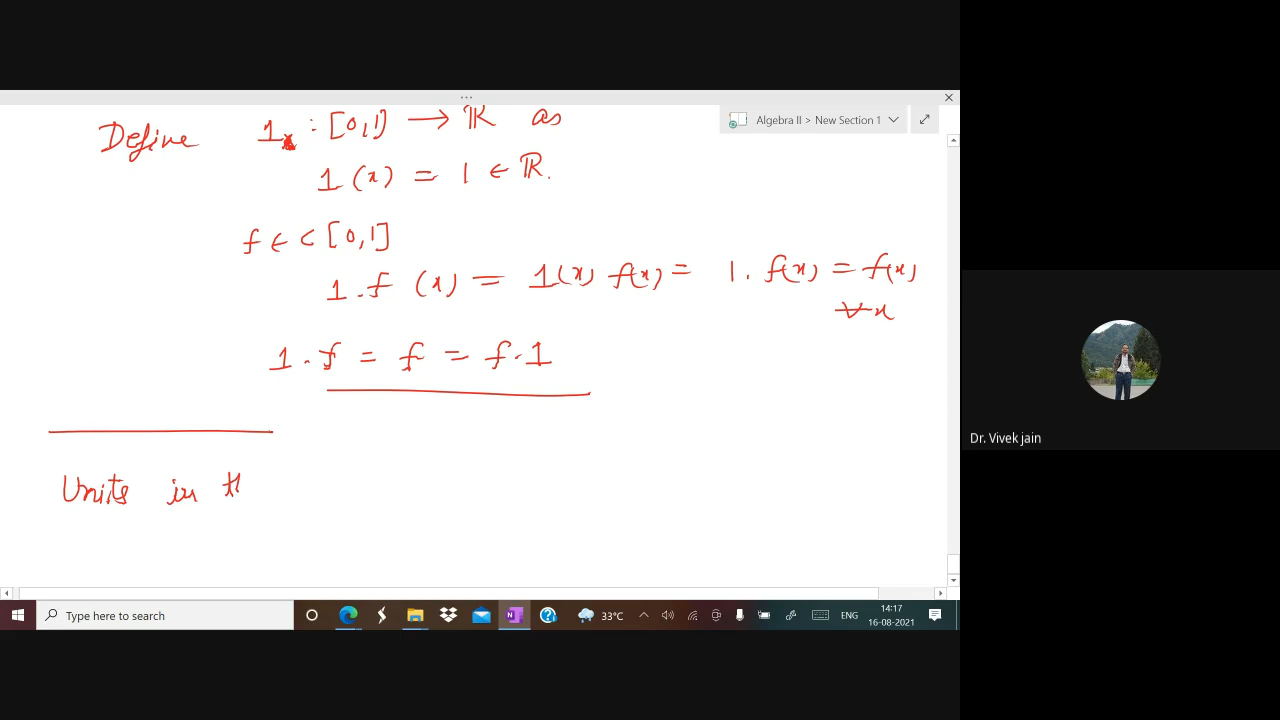 Define 1 : [0,1] → ℝ as
1(x) = 1 ∈ ℝ.
f ∈ C[0,1]
1.f (x) = 1(x) f(x) = 1. f(x) = f(x)
∀ x
1.f = f = f.1
Units in th
Algebra II > New Section 1
Dr. Vivek jain
Type here to search
33°C
ENG
14:17
16-08-2021